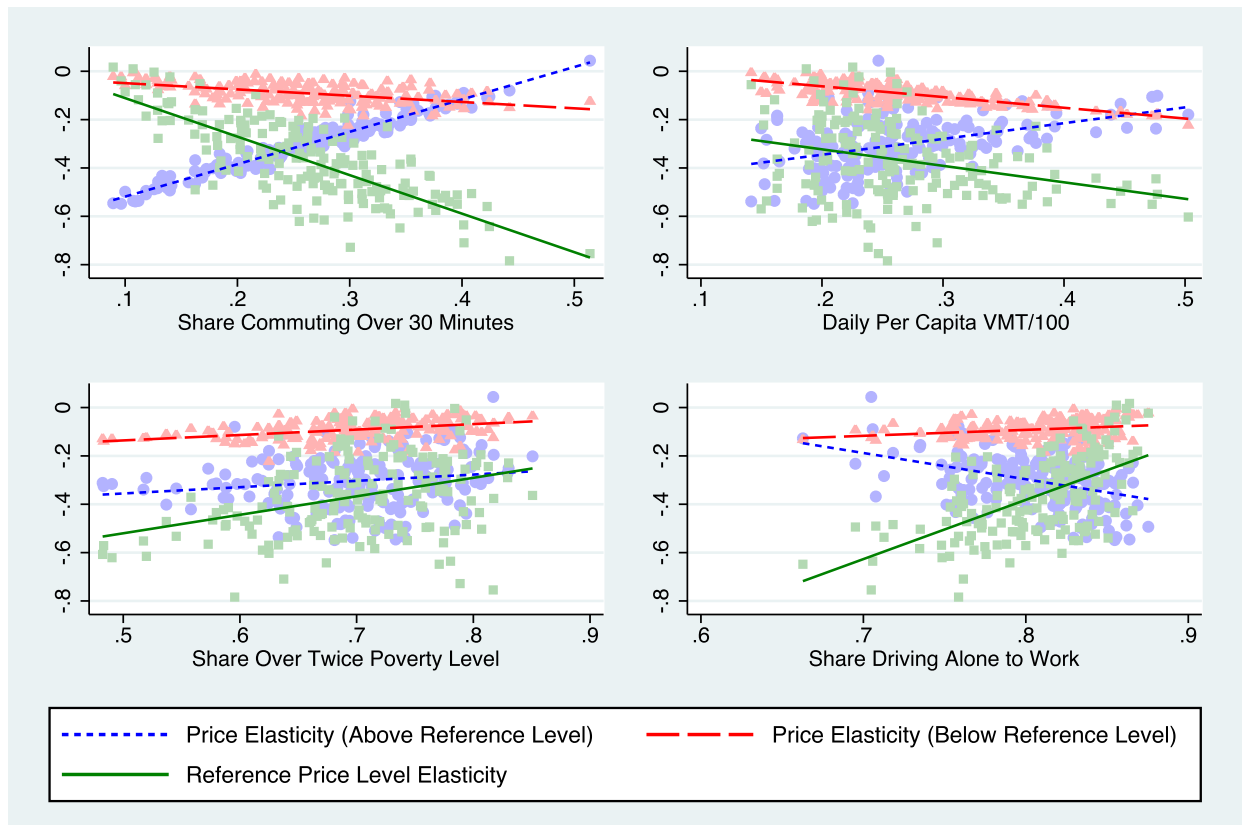 0
-.2
-.4
-.6
-.8
.1 .2 .3 .4 .5
Share Commuting Over 30 Minutes
0
-.2
-.4
-.6
-.8
.1 .2 .3 .4 .5
Daily Per Capita VMT/100
0
-.2
-.4
-.6
-.8
.5 .6 .7 .8 .9
Share Over Twice Poverty Level
0
-.2
-.4
-.6
-.8
.6 .7 .8 .9
Share Driving Alone to Work
Price Elasticity (Above Reference Level)
Price Elasticity (Below Reference Level)
Reference Price Level Elasticity